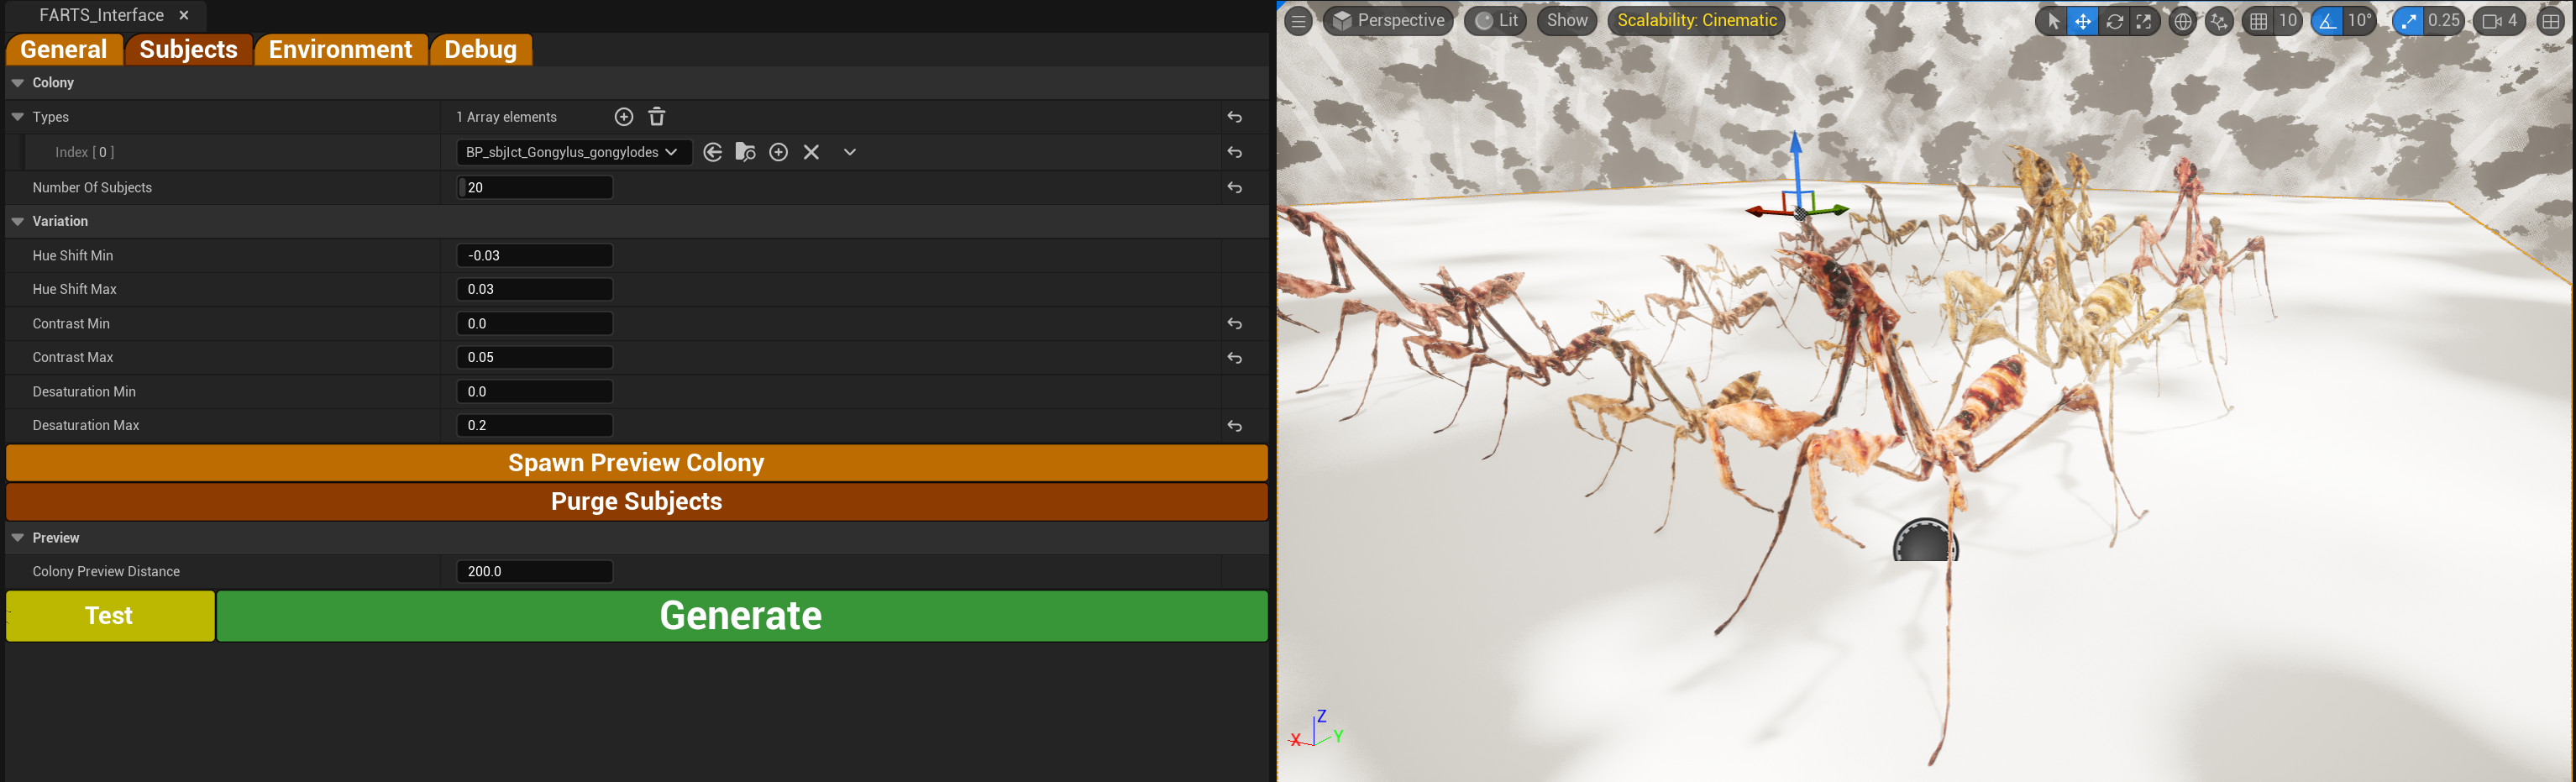 FARTS_Interface
General Subjects Environment Debug
Colony
Types 1 Array elements
Index [ 0 ] BP_sbjIct_Gongylus_gongylodes
Number Of Subjects 20
Variation
Hue Shift Min -0.03
Hue Shift Max 0.03
Contrast Min 0.0
Contrast Max 0.05
Desaturation Min 0.0
Desaturation Max 0.2
Spawn Preview Colony
Purge Subjects
Preview
Colony Preview Distance 200.0
Test Generate
Perspective Lit Show Scalability: Cinematic 10 10° 0.25 4
Z
X Y